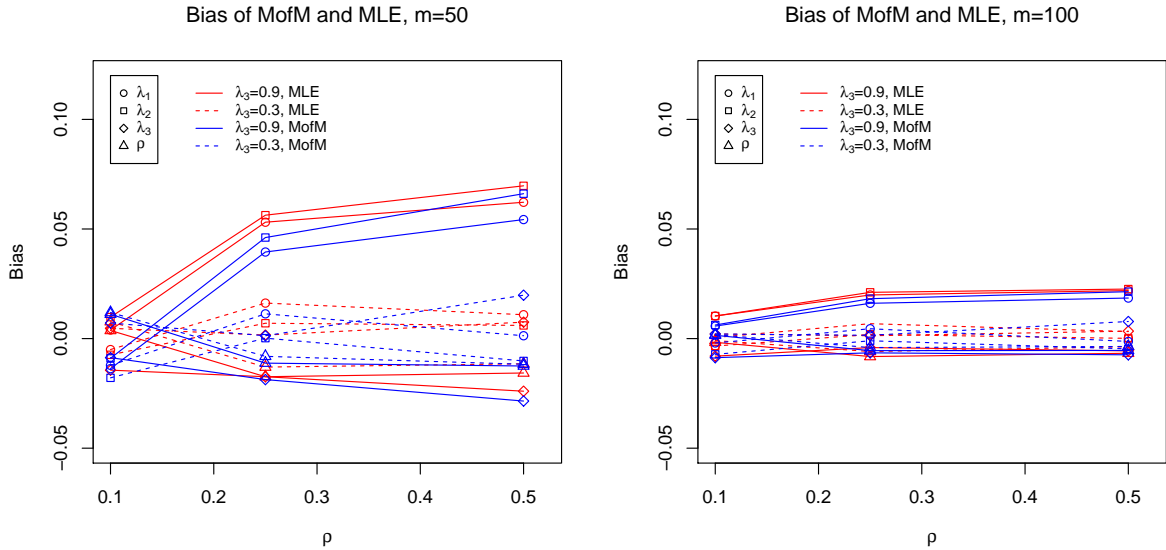 Bias of MofM and MLE, m=50
λ₁
λ₂
λ₃
ρ
λ₃=0.9, MLE
λ₃=0.3, MLE
λ₃=0.9, MofM
λ₃=0.3, MofM
Bias
0.10
0.05
0.00
−0.05
0.1 0.2 0.3 0.4 0.5
ρ
Bias of MofM and MLE, m=100
λ₁
λ₂
λ₃
ρ
λ₃=0.9, MLE
λ₃=0.3, MLE
λ₃=0.9, MofM
λ₃=0.3, MofM
Bias
0.10
0.05
0.00
−0.05
0.1 0.2 0.3 0.4 0.5
ρ